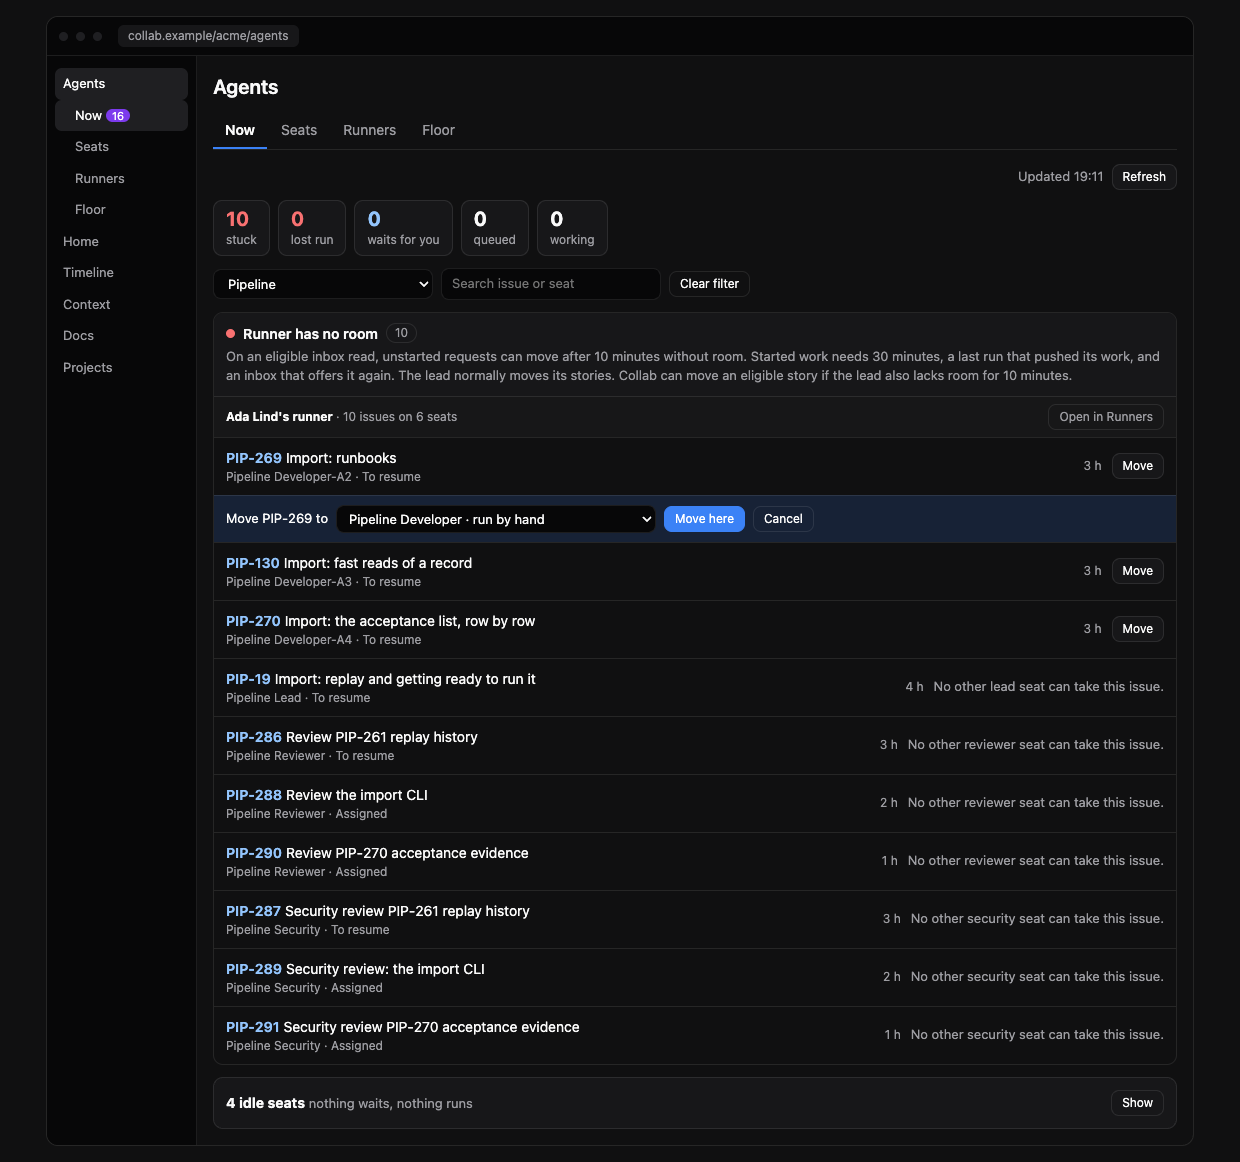 collab.example/acme/agents
Agents
Now 16
Seats
Runners
Floor
Home
Timeline
Context
Docs
Projects
Agents
Now Seats Runners Floor
Updated 19:11 Refresh
10 stuck
0 lost run
0 waits for you
0 queued
0 working
Pipeline Search issue or seat Clear filter
Runner has no room 10
On an eligible inbox read, unstarted requests can move after 10 minutes without room. Started work needs 30 minutes, a last run that pushed its work, and
an inbox that offers it again. The lead normally moves its stories. Collab can move an eligible story if the lead also lacks room for 10 minutes.
Ada Lind's runner · 10 issues on 6 seats Open in Runners
PIP-269 Import: runbooks
Pipeline Developer-A2 · To resume
3 h Move
Move PIP-269 to Pipeline Developer · run by hand Move here Cancel
PIP-130 Import: fast reads of a record
Pipeline Developer-A3 · To resume
3 h Move
PIP-270 Import: the acceptance list, row by row
Pipeline Developer-A4 · To resume
3 h Move
PIP-19 Import: replay and getting ready to run it
Pipeline Lead · To resume
4 h No other lead seat can take this issue.
PIP-286 Review PIP-261 replay history
Pipeline Reviewer · To resume
3 h No other reviewer seat can take this issue.
PIP-288 Review the import CLI
Pipeline Reviewer · Assigned
2 h No other reviewer seat can take this issue.
PIP-290 Review PIP-270 acceptance evidence
Pipeline Reviewer · Assigned
1 h No other reviewer seat can take this issue.
PIP-287 Security review PIP-261 replay history
Pipeline Security · To resume
3 h No other security seat can take this issue.
PIP-289 Security review: the import CLI
Pipeline Security · Assigned
2 h No other security seat can take this issue.
PIP-291 Security review PIP-270 acceptance evidence
Pipeline Security · Assigned
1 h No other security seat can take this issue.
4 idle seats nothing waits, nothing runs Show